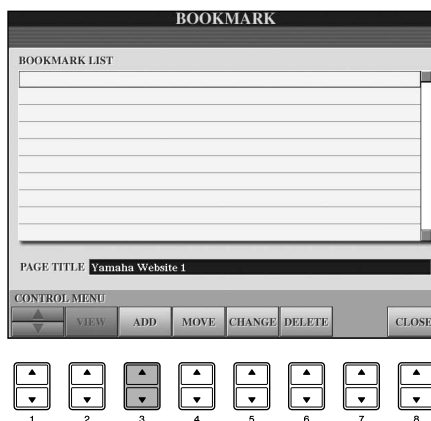 BOOKMARK
BOOKMARK LIST
PAGE TITLE Yamaha Website 1
CONTROL MENU
VIEW ADD MOVE CHANGE DELETE CLOSE
1 2 3 4 5 6 7 8